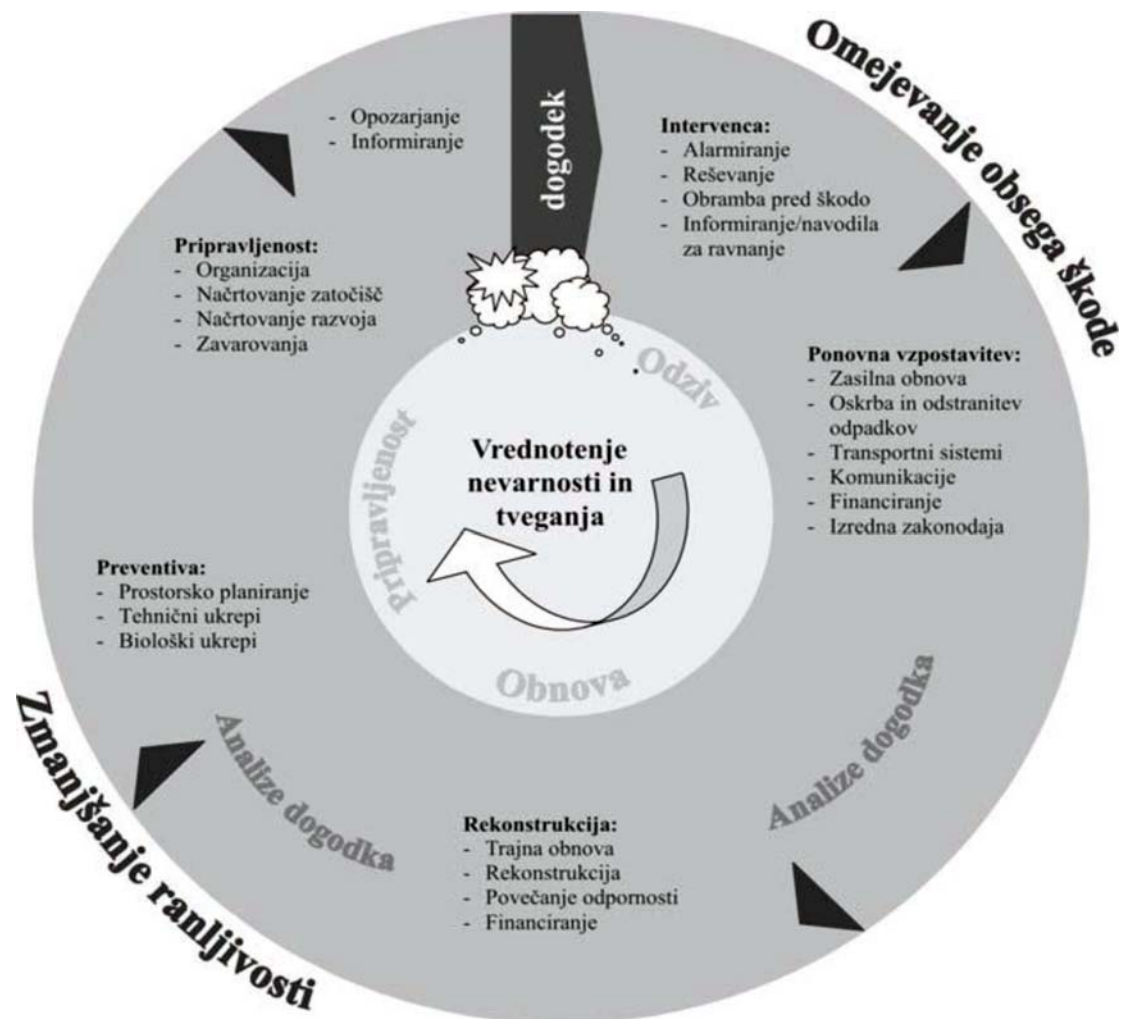 Omejevanje obsega škode
dogodek
- Opozarjanje
- Informiranje
Intervenca:
- Alarmiranje
- Reševanje
- Obramba pred škodo
- Informiranje/navodila
za ravnanje
Pripravljenost:
- Organizacija
- Načrtovanje zatočišč
- Načrtovanje razvoja
- Zavarovanja
Ponovna vzpostavitev:
- Zasilna obnova
- Oskrba in odstranitev
odpadkov
- Transportni sistemi
- Komunikacije
- Financiranje
- Izredna zakonodaja
Odziv
Pripravljenost
Vrednotenje
nevarnosti in
tveganja
Obnova
Preventiva:
- Prostorsko planiranje
- Tehnični ukrepi
- Biološki ukrepi
Analize dogodka
Analize dogodka
Rekonstrukcija:
- Trajna obnova
- Rekonstrukcija
- Povečanje odpornosti
- Financiranje
Zmanjšanje ranljivosti